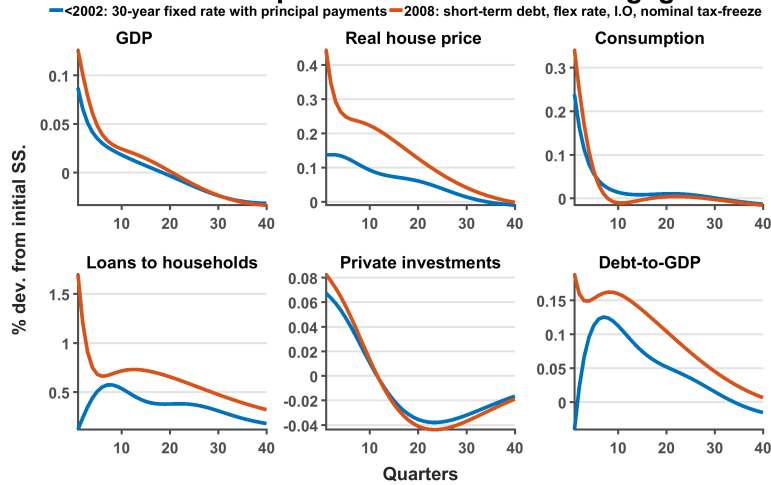 <2002: 30-year fixed rate with principal payments 2008: short-term debt, flex rate, I.O, nominal tax-freeze
GDP Real house price Consumption
0.1
0.05
0
10 20 30 40
0.4
0.3
0.2
0.1
0
10 20 30 40
0.3
0.2
0.1
0
10 20 30 40
% dev. from initial SS.
Loans to households Private investments Debt-to-GDP
1.5
1
0.5
10 20 30 40
0.08
0.06
0.04
0.02
0
-0.02
-0.04
10 20 30 40
0.15
0.1
0.05
0
10 20 30 40
Quarters